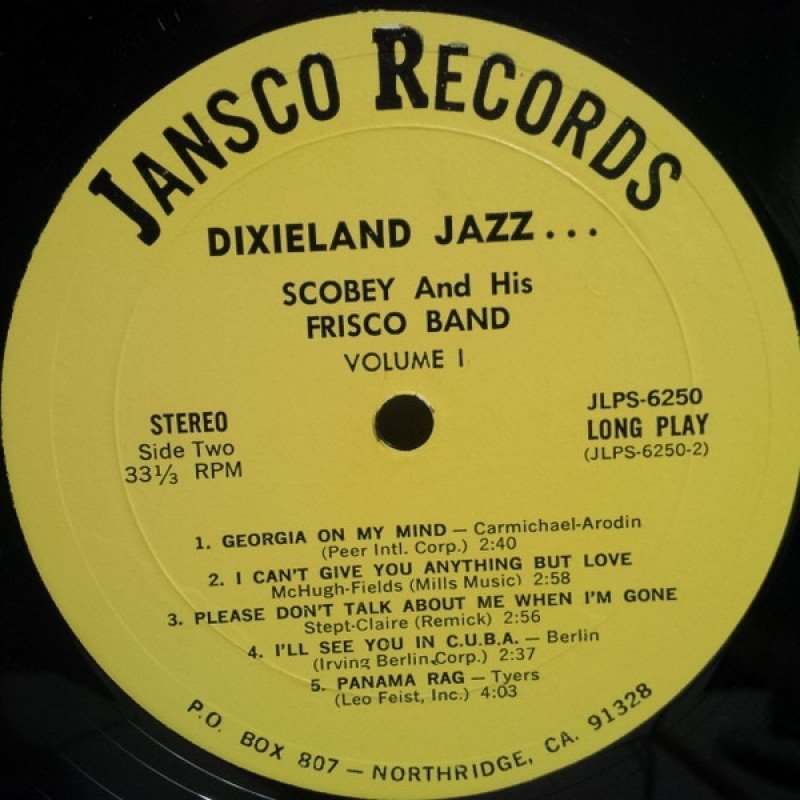 JANSCO RECORDS
DIXIELAND JAZZ...
SCOBEY And His
FRISCO BAND
VOLUME I
STEREO
Side Two
33⅓ RPM
JLPS-6250
LONG PLAY
(JLPS-6250-2)
1. GEORGIA ON MY MIND — Carmichael-Arodin
(Peer Intl. Corp.) 2:40
2. I CAN'T GIVE YOU ANYTHING BUT LOVE
McHugh-Fields (Mills Music) 2:58
3. PLEASE DON'T TALK ABOUT ME WHEN I'M GONE
Stept-Claire (Remick) 2:56
4. I'LL SEE YOU IN C.U.B.A. — Berlin
(Irving Berlin Corp.) 2:37
5. PANAMA RAG — Tyers
(Leo Feist, Inc.) 4:03
P.O. BOX 807 — NORTHRIDGE, CA. 91328